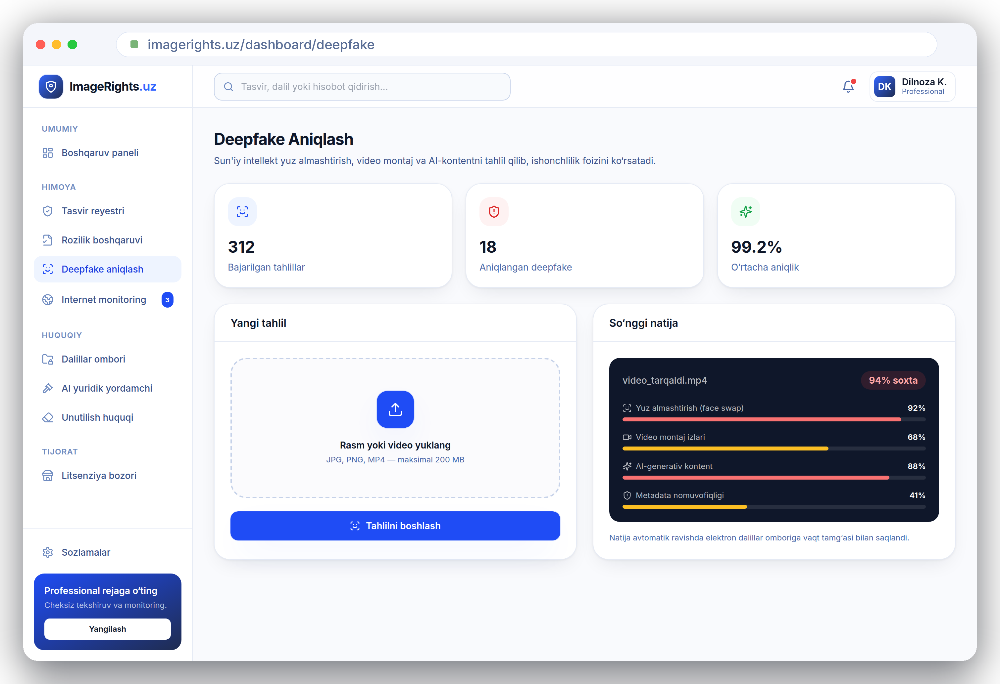 imagerights.uz/dashboard/deepfake
ImageRights.uz
Tasvir, dalil yoki hisobot qidirish...
DK
Dilnoza K.
Professional
UMUMIY
Boshqaruv paneli
HIMOYA
Tasvir reyestri
Rozilik boshqaruvi
Deepfake aniqlash
Internet monitoring
3
HUQUQIY
Dalillar ombori
AI yuridik yordamchi
Unutilish huquqi
TIJORAT
Litsenziya bozori
Sozlamalar
Professional rejaga o‘ting
Cheksiz tekshiruv va monitoring.
Yangilash
Deepfake Aniqlash
Sun'iy intellekt yuz almashtirish, video montaj va AI-kontentni tahlil qilib, ishonchlilik foizini ko‘rsatadi.
312
Bajarilgan tahlillar
18
Aniqlangan deepfake
99.2%
O‘rtacha aniqlik
Yangi tahlil
Rasm yoki video yuklang
JPG, PNG, MP4 — maksimal 200 MB
Tahlilni boshlash
So‘nggi natija
video_tarqaldi.mp4
94% soxta
Yuz almashtirish (face swap)
92%
Video montaj izlari
68%
AI-generativ kontent
88%
Metadata nomuvofiqligi
41%
Natija avtomatik ravishda elektron dalillar omboriga vaqt tamg‘asi bilan saqlandi.